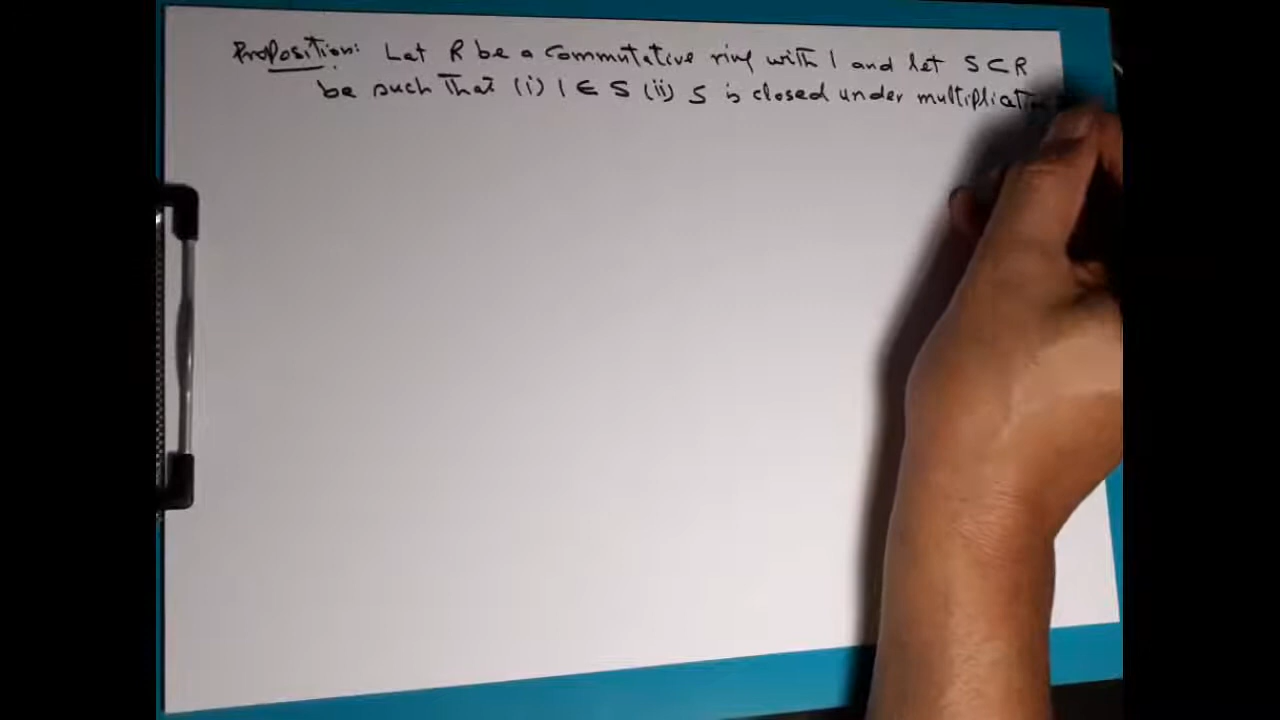 Proposition: Let R be a commutative ring with 1 and let S ⊂ R
be such that (i) 1 ∈ S (ii) S is closed under